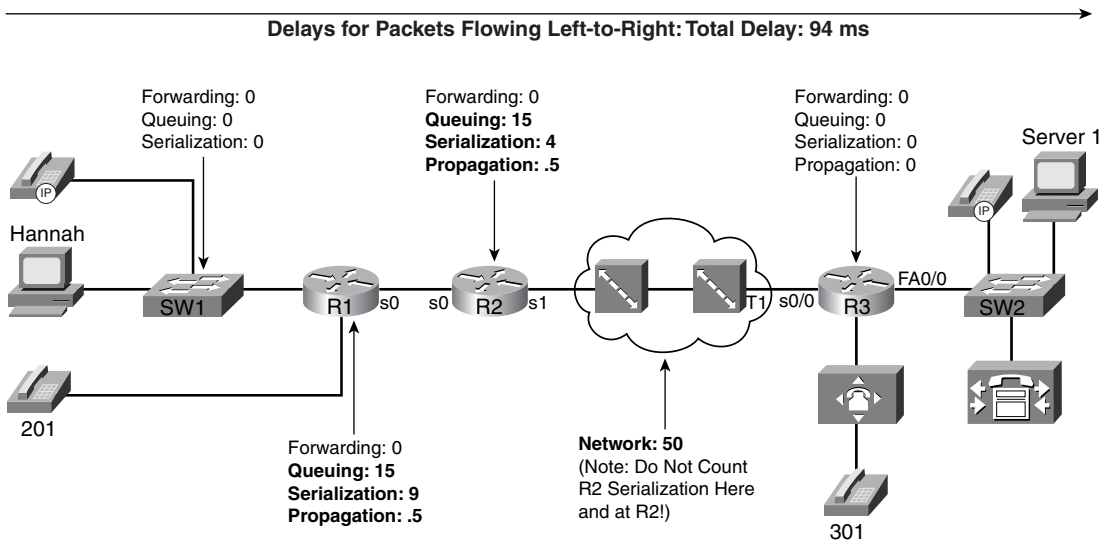 Delays for Packets Flowing Left-to-Right: Total Delay: 94 ms
Forwarding: 0
Queuing: 0
Serialization: 0
Forwarding: 0
Queuing: 15
Serialization: 4
Propagation: .5
Forwarding: 0
Queuing: 0
Serialization: 0
Propagation: 0
Server 1
IP
IP
Hannah
SW1
R1
s0
s0
R2
s1
T1
s0/0
R3
FA0/0
SW2
201
Forwarding: 0
Queuing: 15
Serialization: 9
Propagation: .5
Network: 50
(Note: Do Not Count
R2 Serialization Here
and at R2!)
301